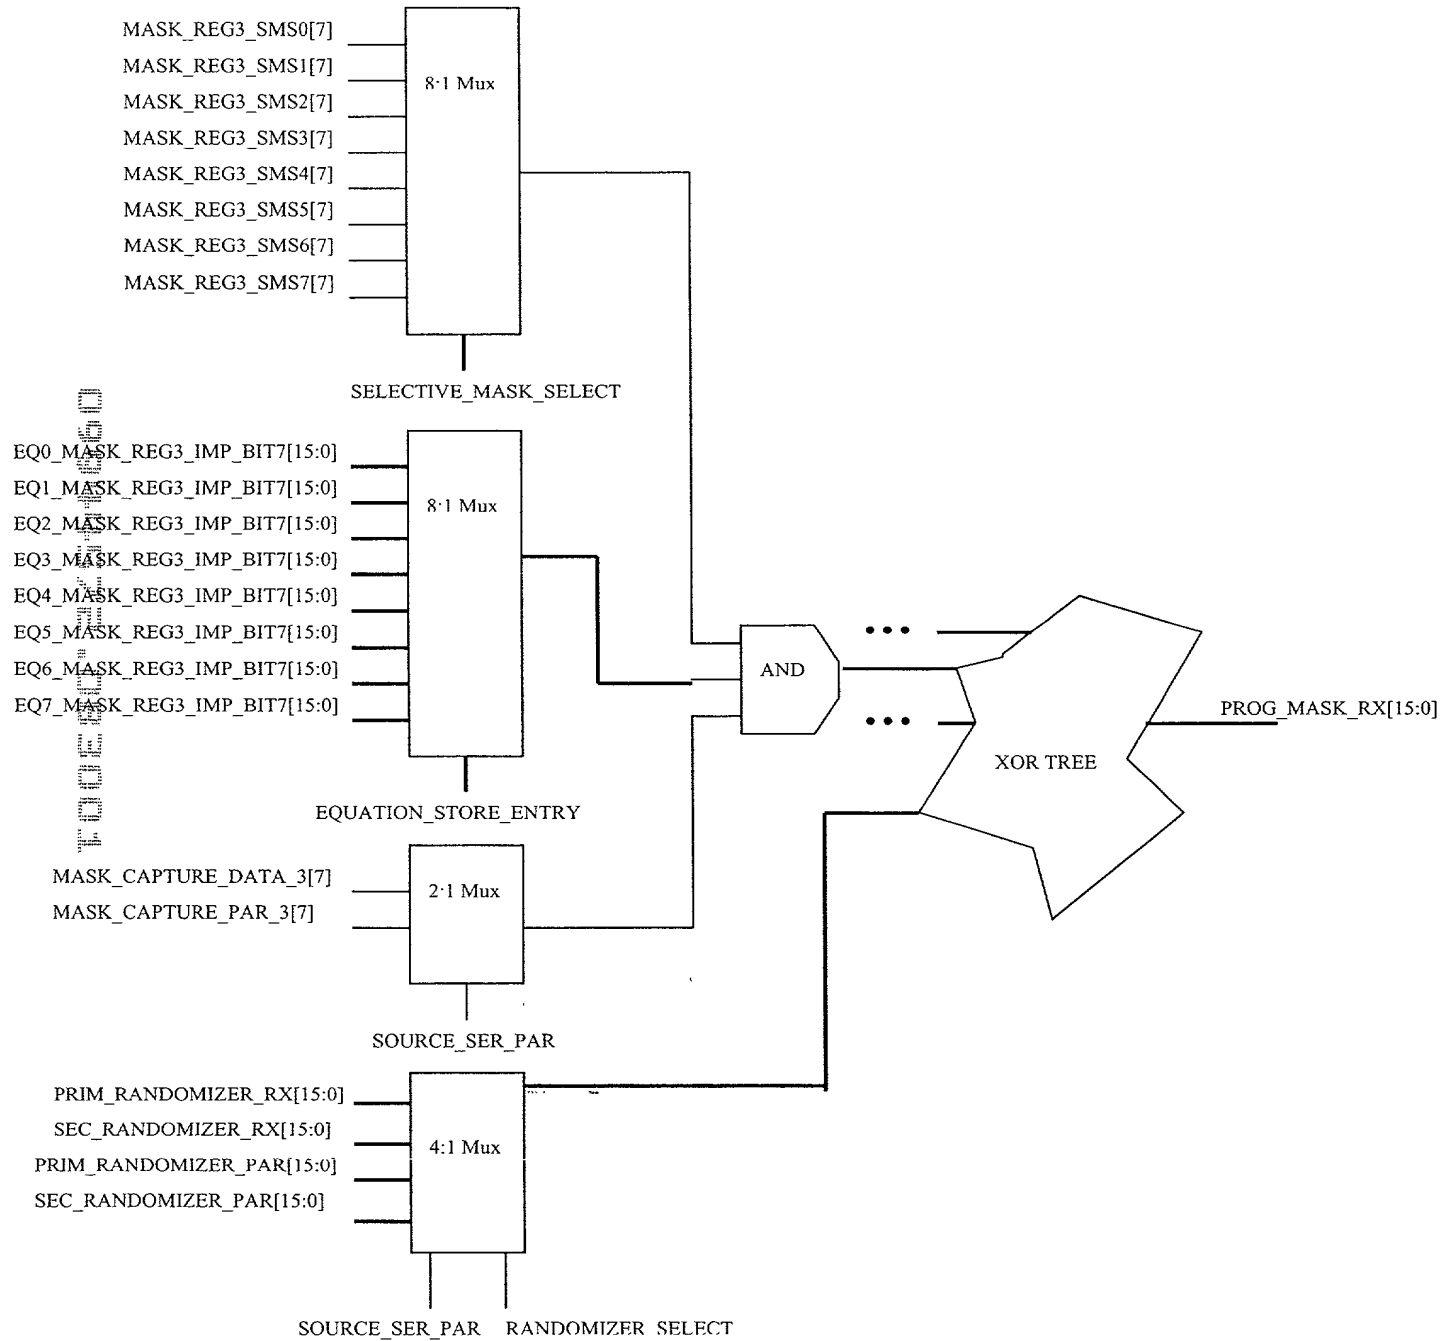 MASK_REG3_SMS0[7]
MASK_REG3_SMS1[7]
MASK_REG3_SMS2[7]
MASK_REG3_SMS3[7]
MASK_REG3_SMS4[7]
MASK_REG3_SMS5[7]
MASK_REG3_SMS6[7]
MASK_REG3_SMS7[7]
8:1 Mux
SELECTIVE_MASK_SELECT
EQ0_MASK_REG3_IMP_BIT7[15:0]
EQ1_MASK_REG3_IMP_BIT7[15:0]
EQ2_MASK_REG3_IMP_BIT7[15:0]
EQ3_MASK_REG3_IMP_BIT7[15:0]
EQ4_MASK_REG3_IMP_BIT7[15:0]
EQ5_MASK_REG3_IMP_BIT7[15:0]
EQ6_MASK_REG3_IMP_BIT7[15:0]
EQ7_MASK_REG3_IMP_BIT7[15:0]
8:1 Mux
EQUATION_STORE_ENTRY
MASK_CAPTURE_DATA_3[7]
MASK_CAPTURE_PAR_3[7]
2:1 Mux
SOURCE_SER_PAR
PRIM_RANDOMIZER_RX[15:0]
SEC_RANDOMIZER_RX[15:0]
PRIM_RANDOMIZER_PAR[15:0]
SEC_RANDOMIZER_PAR[15:0]
4:1 Mux
SOURCE_SER_PAR
RANDOMIZER_SELECT
AND
XOR TREE
PROG_MASK_RX[15:0]